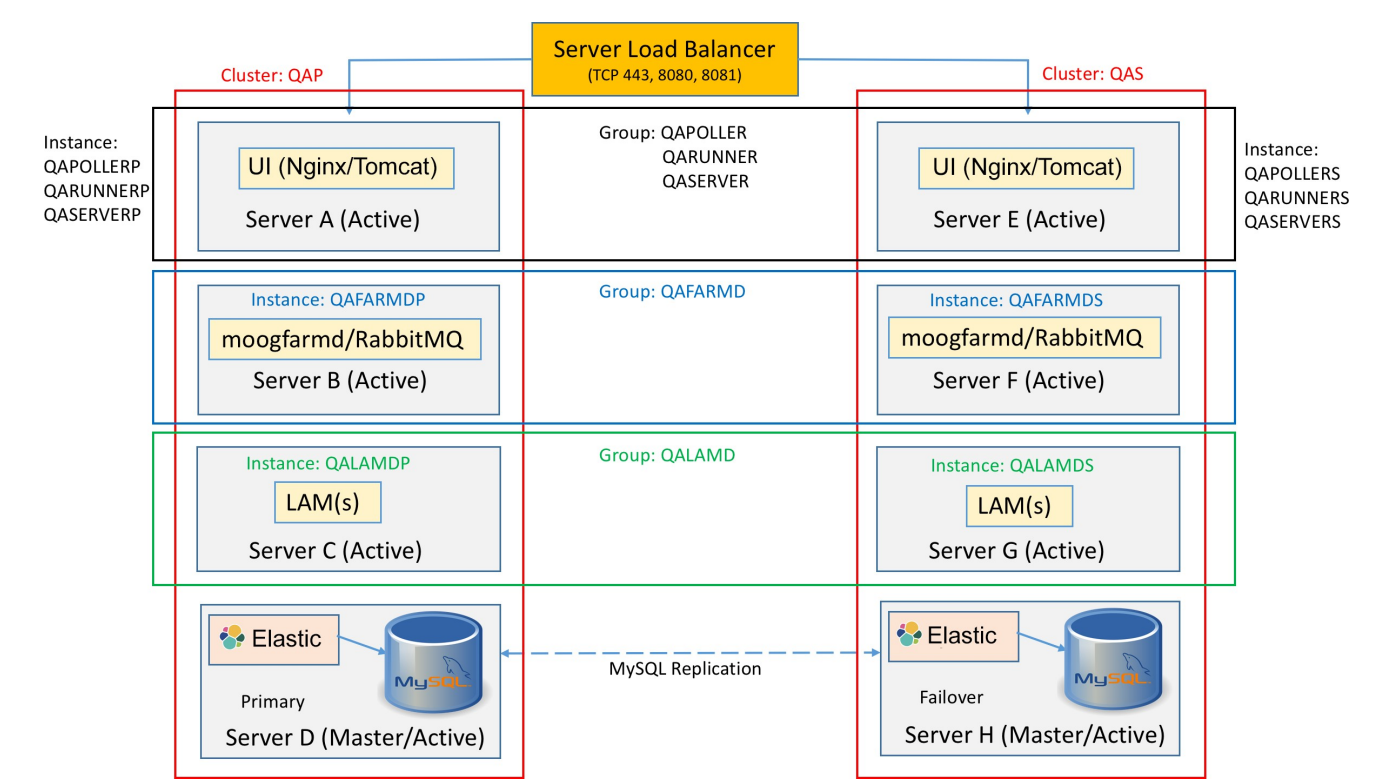 Server Load Balancer
(TCP 443, 8080, 8081)
Cluster: QAP
Cluster: QAS
Instance:
QAPOLLERP
QARUNNERP
QASERVERP
UI (Nginx/Tomcat)
Server A (Active)
Group: QAPOLLER
QARUNNER
QASERVER
UI (Nginx/Tomcat)
Server E (Active)
Instance:
QAPOLLERS
QARUNNERS
QASERVERS
Instance: QAFARMDP
moogfarmd/RabbitMQ
Server B (Active)
Group: QAFARMD
Instance: QAFARMDS
moogfarmd/RabbitMQ
Server F (Active)
Instance: QALAMDP
LAM(s)
Server C (Active)
Group: QALAMD
Instance: QALAMDS
LAM(s)
Server G (Active)
Elastic
MySQL
Primary
Server D (Master/Active)
MySQL Replication
Elastic
MySQL
Failover
Server H (Master/Active)